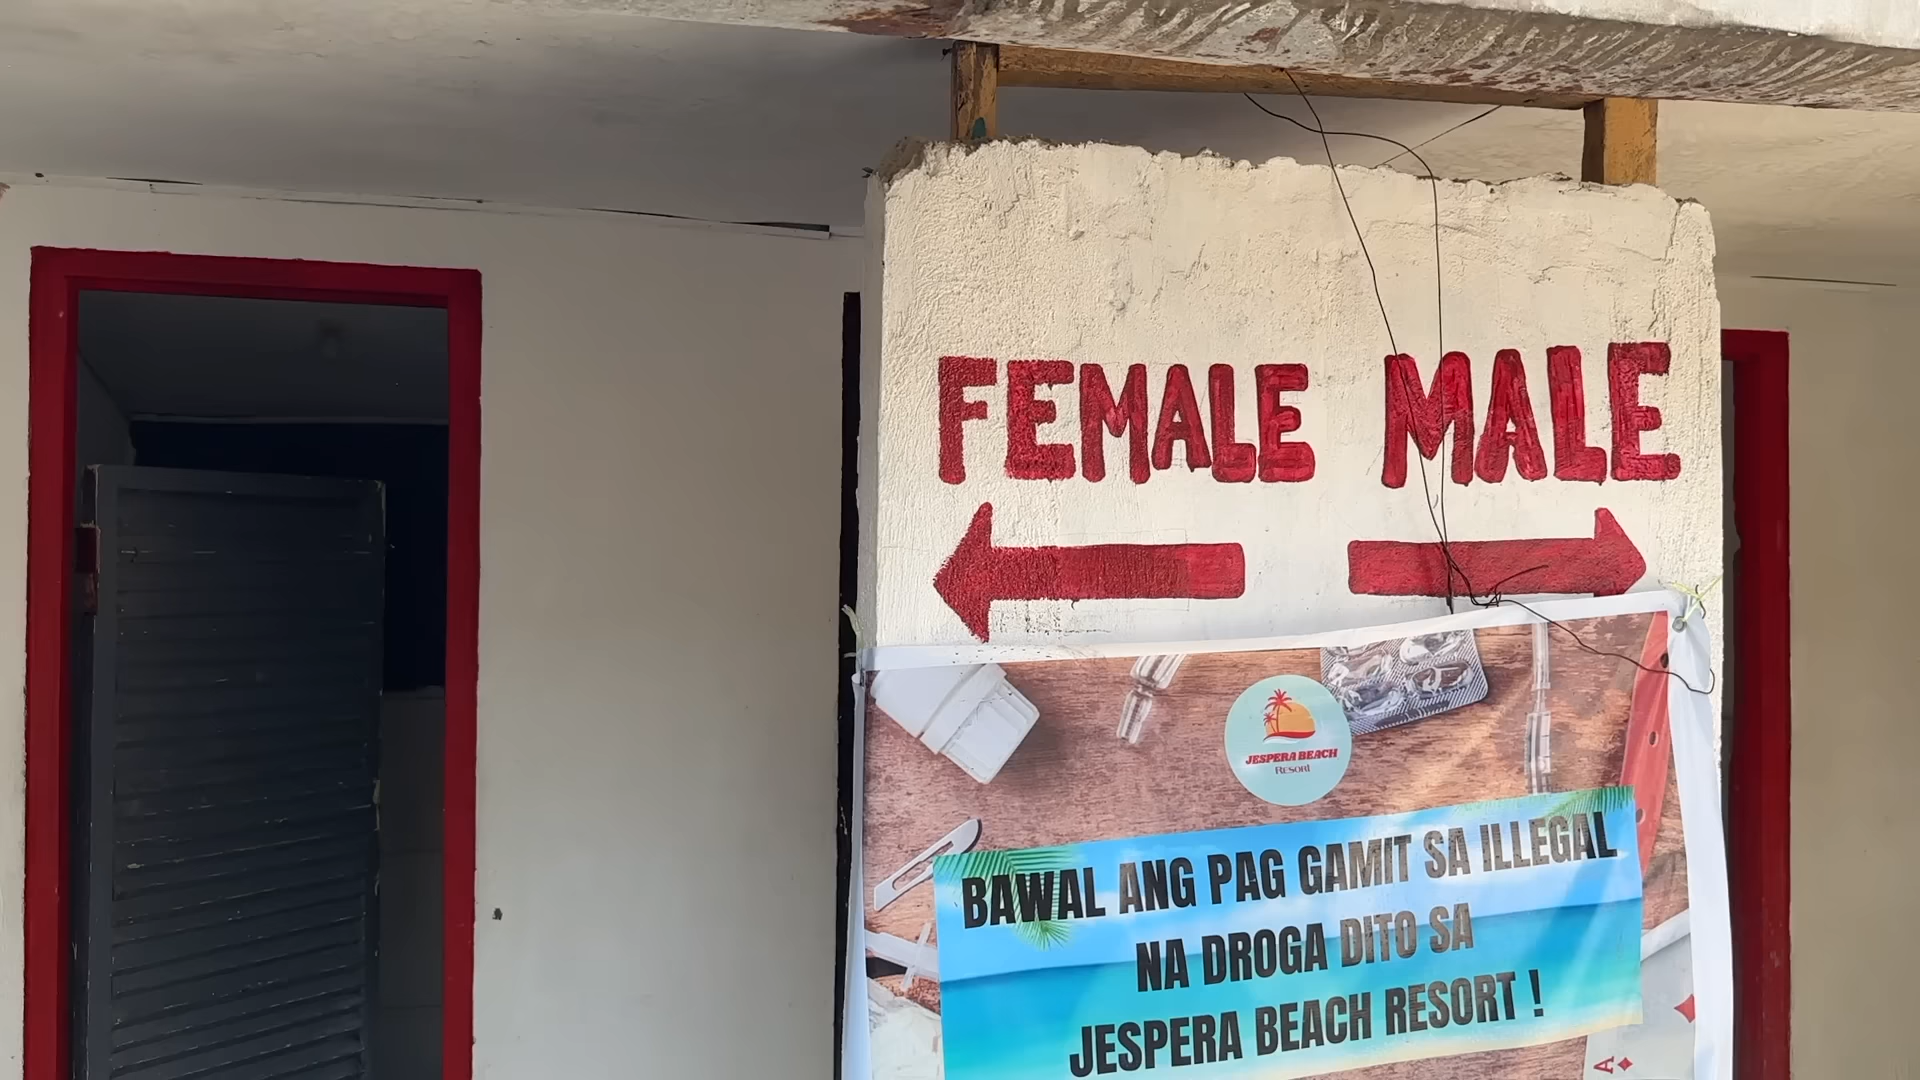 FEMALE MALE
JESPERA BEACH
RESORT
BAWAL ANG PAG GAMIT SA ILLEGAL
NA DROGA DITO SA
JESPERA BEACH RESORT !
A